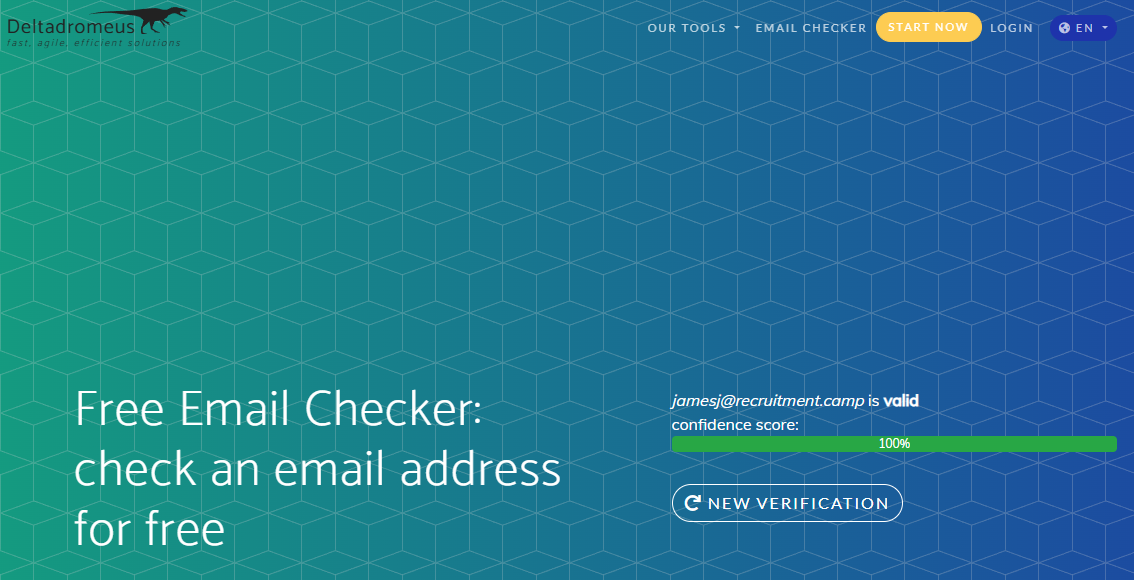 Deltadromeus
fast, agile, efficient solutions
OUR TOOLS
EMAIL CHECKER
START NOW
LOGIN
EN
Free Email Checker:
check an email address
for free
jamesj@recruitment.camp is valid
confidence score:
100%
NEW VERIFICATION